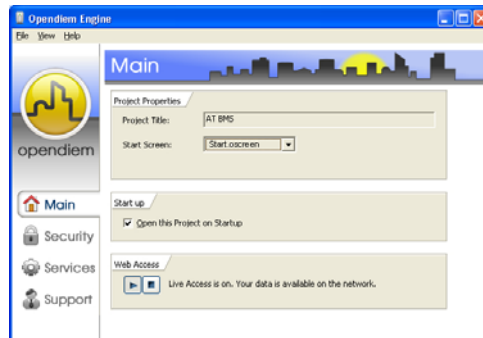 Opendiem Engine
File View Help
Main
Project Properties
Project Title: AT BMS
Start Screen: Start.oscreen
opendiem
Main
Start up
Open this Project on Startup
Security
Services
Web Access
Live Access is on. Your data is available on the network.
Support